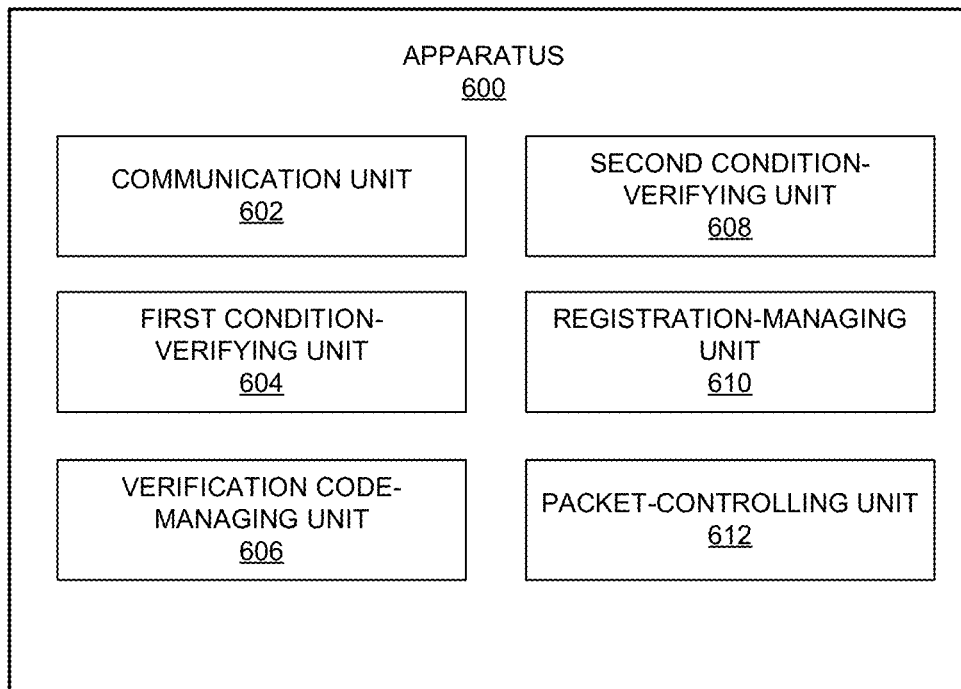 APPARATUS
600
COMMUNICATION UNIT
602
SECOND CONDITION-
VERIFYING UNIT
608
FIRST CONDITION-
VERIFYING UNIT
604
REGISTRATION-MANAGING
UNIT
610
VERIFICATION CODE-
MANAGING UNIT
606
PACKET-CONTROLLING UNIT
612